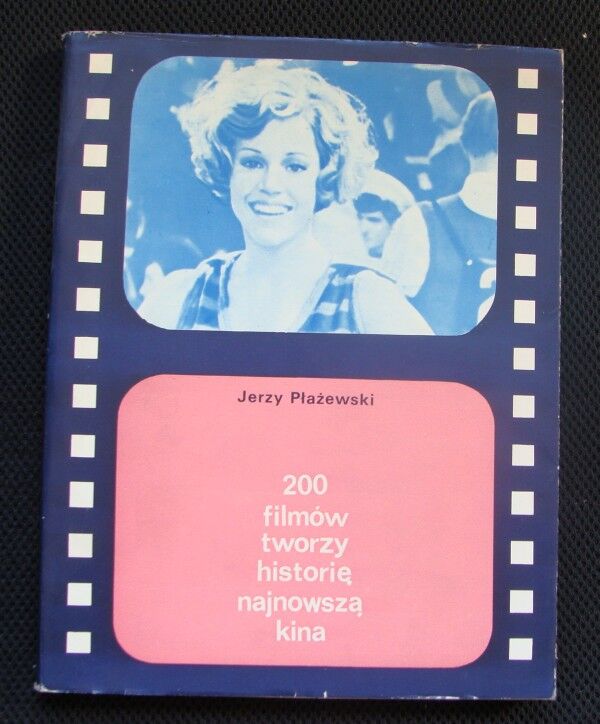 Jerzy Płażewski
200
filmów
tworzy
historię
najnowszą
kina